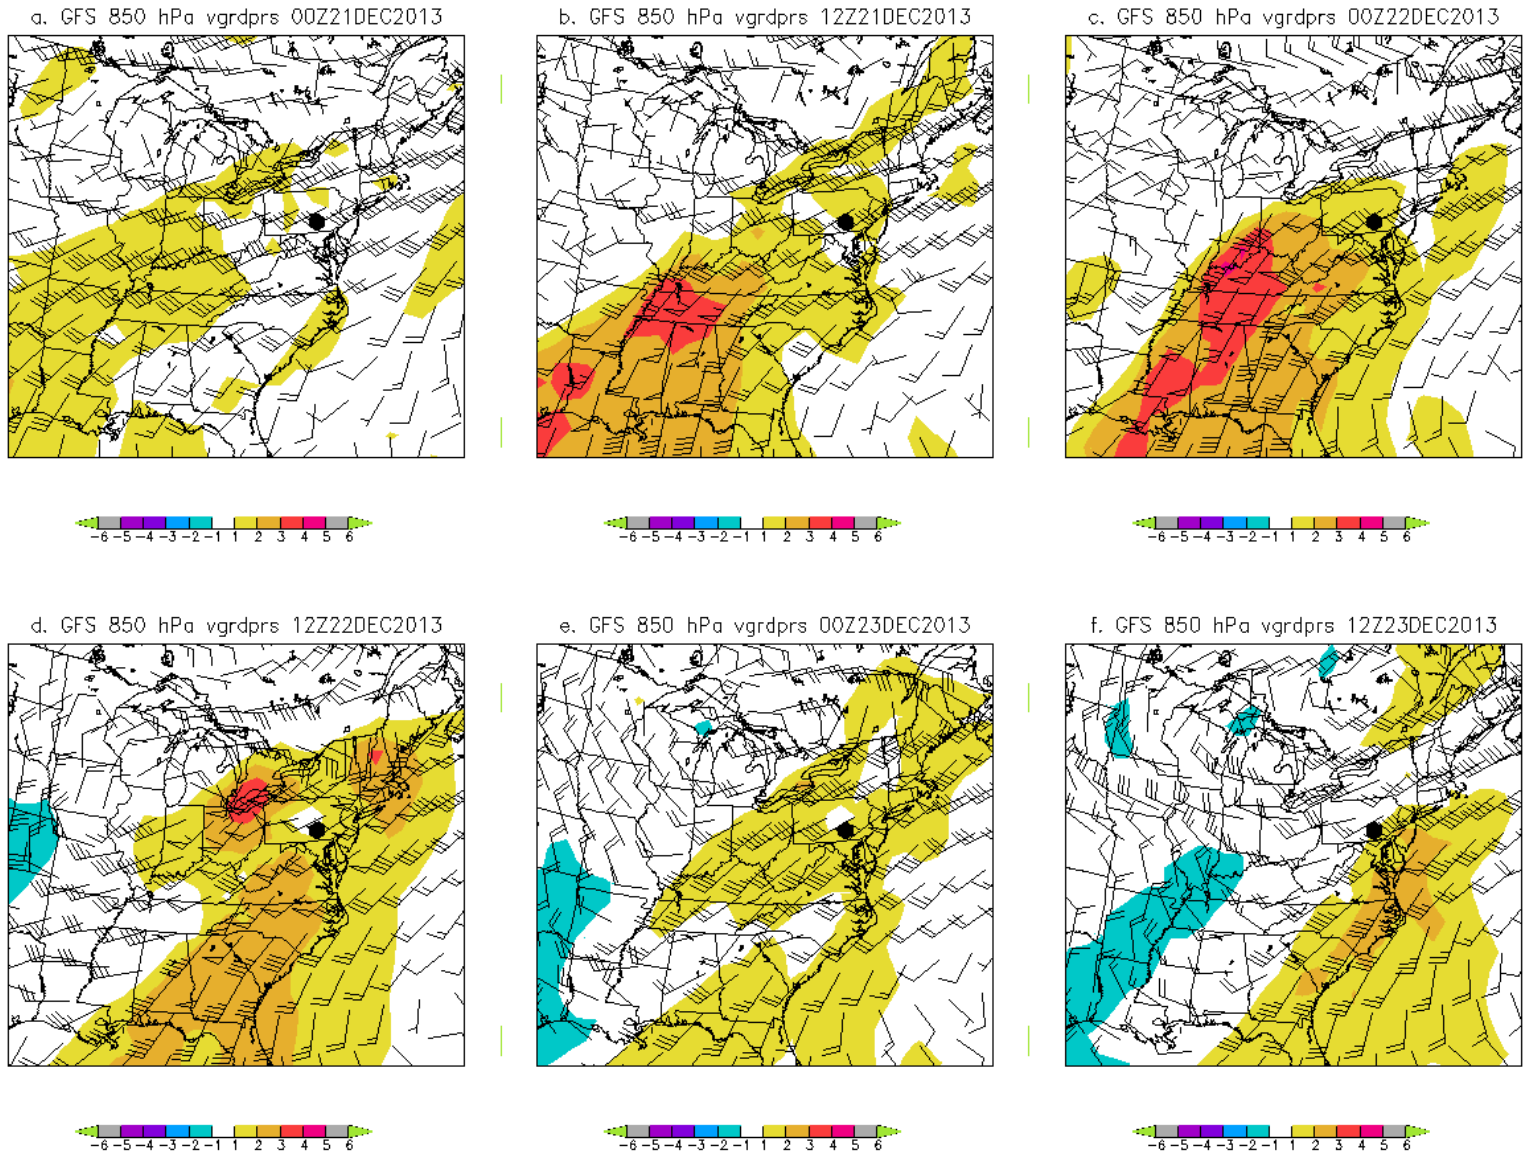 a. GFS 850 hPa vgrdprs 00Z21DEC2013
b. GFS 850 hPa vgrdprs 12Z21DEC2013
c. GFS 850 hPa vgrdprs 00Z22DEC2013
-6 -5 -4 -3 -2 -1 1 2 3 4 5 6
-6 -5 -4 -3 -2 -1 1 2 3 4 5 6
-6 -5 -4 -3 -2 -1 1 2 3 4 5 6
d. GFS 850 hPa vgrdprs 12Z22DEC2013
e. GFS 850 hPa vgrdprs 00Z23DEC2013
f. GFS 850 hPa vgrdprs 12Z23DEC2013
-6 -5 -4 -3 -2 -1 1 2 3 4 5 6
-6 -5 -4 -3 -2 -1 1 2 3 4 5 6
-6 -5 -4 -3 -2 -1 1 2 3 4 5 6